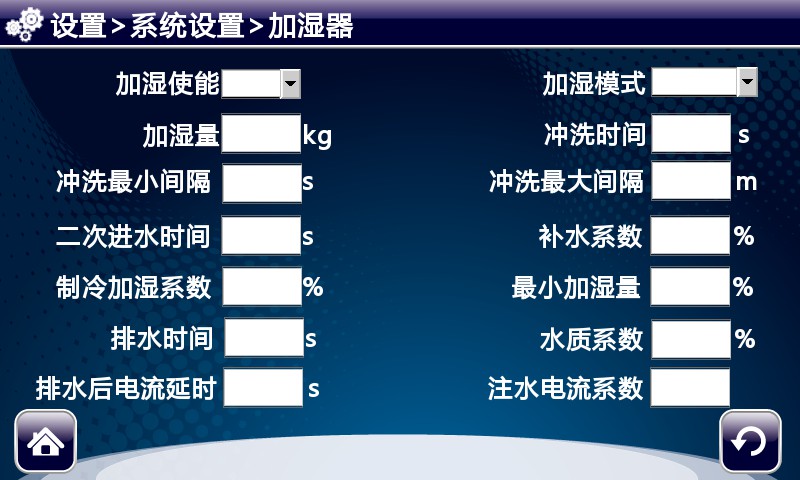 设置>系统设置>加湿器
加湿使能
加湿模式
加湿量 kg
冲洗时间 s
冲洗最小间隔 s
冲洗最大间隔 m
二次进水时间 s
补水系数 %
制冷加湿系数 %
最小加湿量 %
排水时间 s
水质系数 %
排水后电流延时 s
注水电流系数